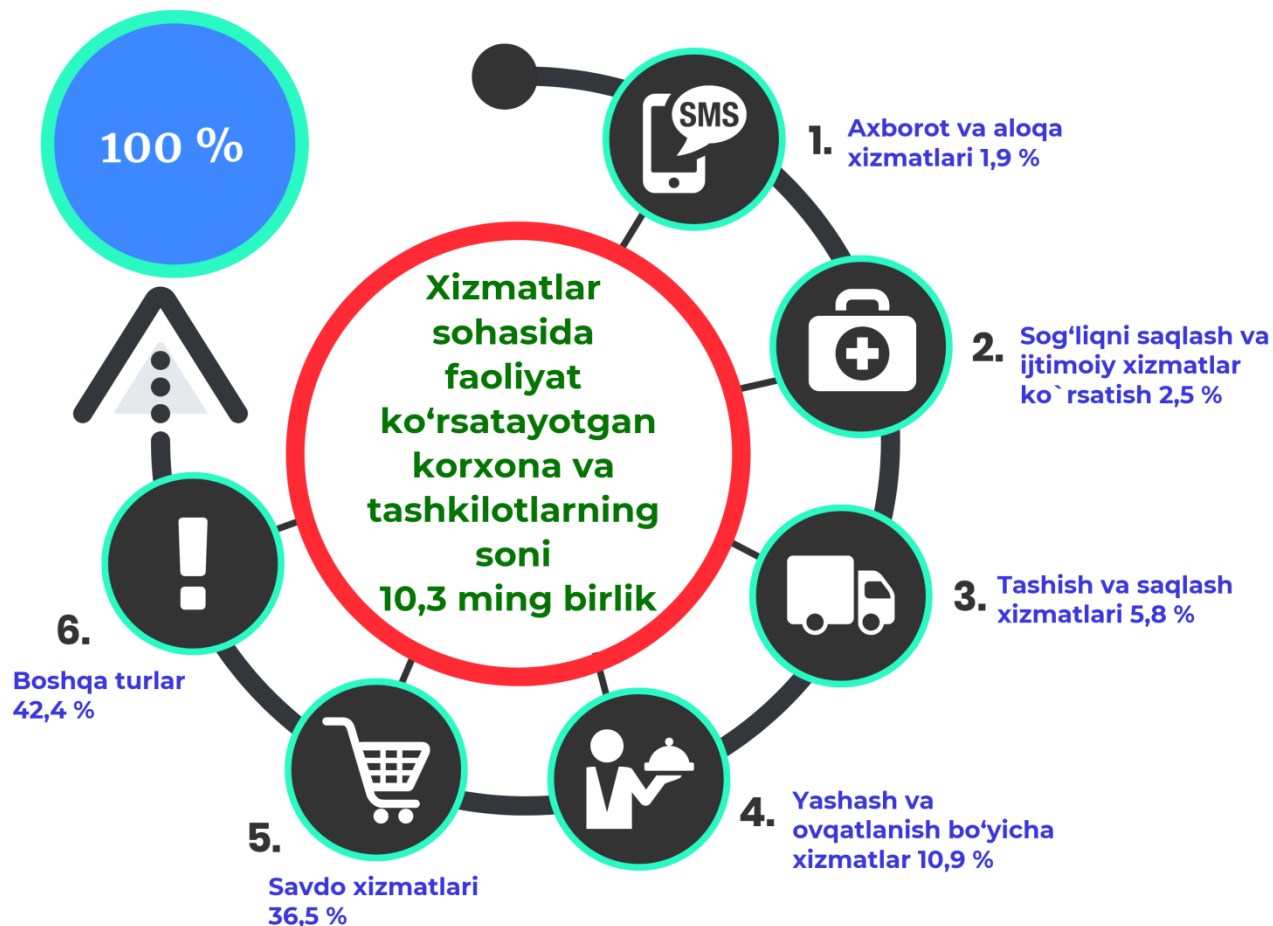 100 %
SMS
1.
Axborot va aloqa
xizmatlari 1,9 %
2.
Sog‘liqni saqlash va
ijtimoiy xizmatlar
ko`rsatish 2,5 %
Xizmatlar
sohasida
faoliyat
ko‘rsatayotgan
korxona va
tashkilotlarning
soni
10,3 ming birlik
3.
Tashish va saqlash
xizmatlari 5,8 %
4.
Yashash va
ovqatlanish bo‘yicha
xizmatlar 10,9 %
5.
Savdo xizmatlari
36,5 %
6.
Boshqa turlar
42,4 %